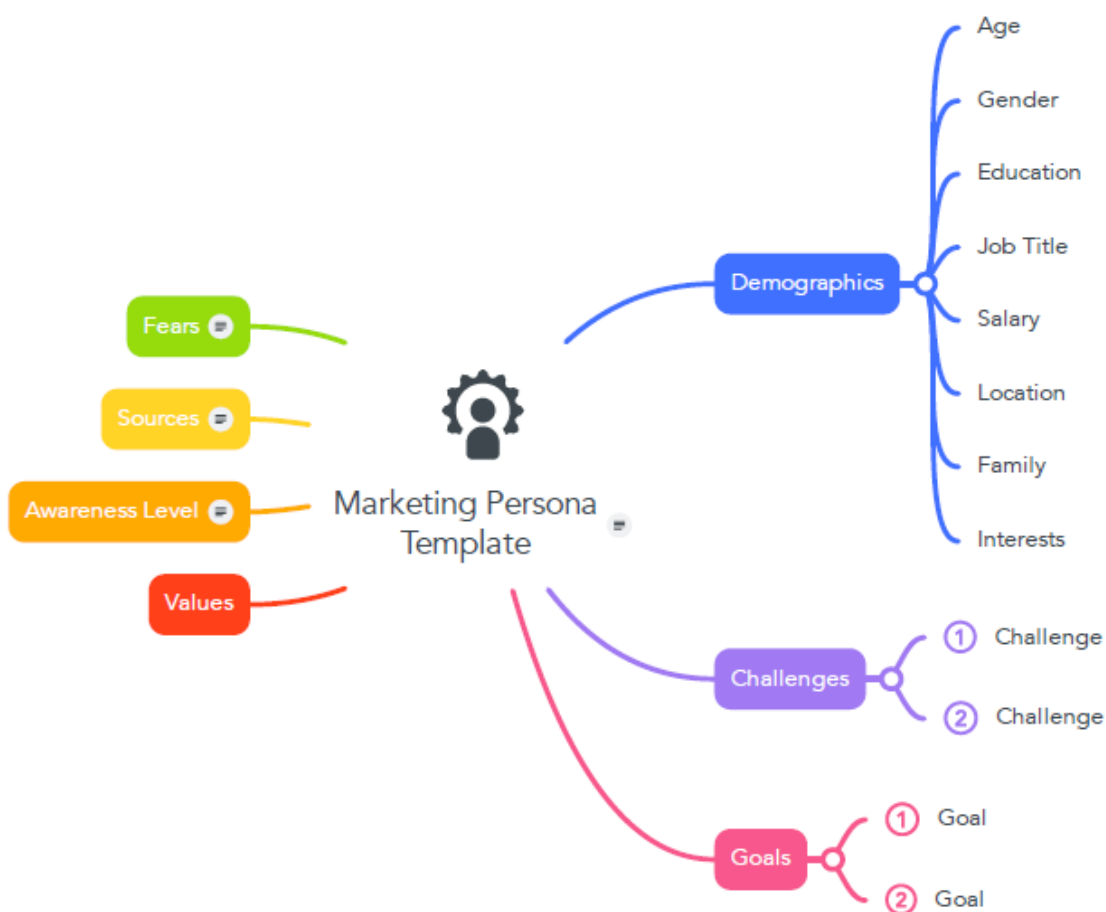 Marketing Persona
Template
Demographics
Age
Gender
Education
Job Title
Salary
Location
Family
Interests
Challenges
1 Challenge
2 Challenge
Goals
1 Goal
2 Goal
Fears
Sources
Awareness Level
Values